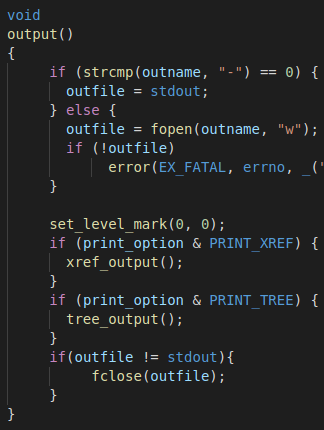 void
output()
{
if (strcmp(outname, "-") == 0) {
outfile = stdout;
} else {
outfile = fopen(outname, "w");
if (!outfile)
error(EX_FATAL, errno, _("
}
set_level_mark(0, 0);
if (print_option & PRINT_XREF) {
xref_output();
}
if (print_option & PRINT_TREE) {
tree_output();
}
if(outfile != stdout){
fclose(outfile);
}
}